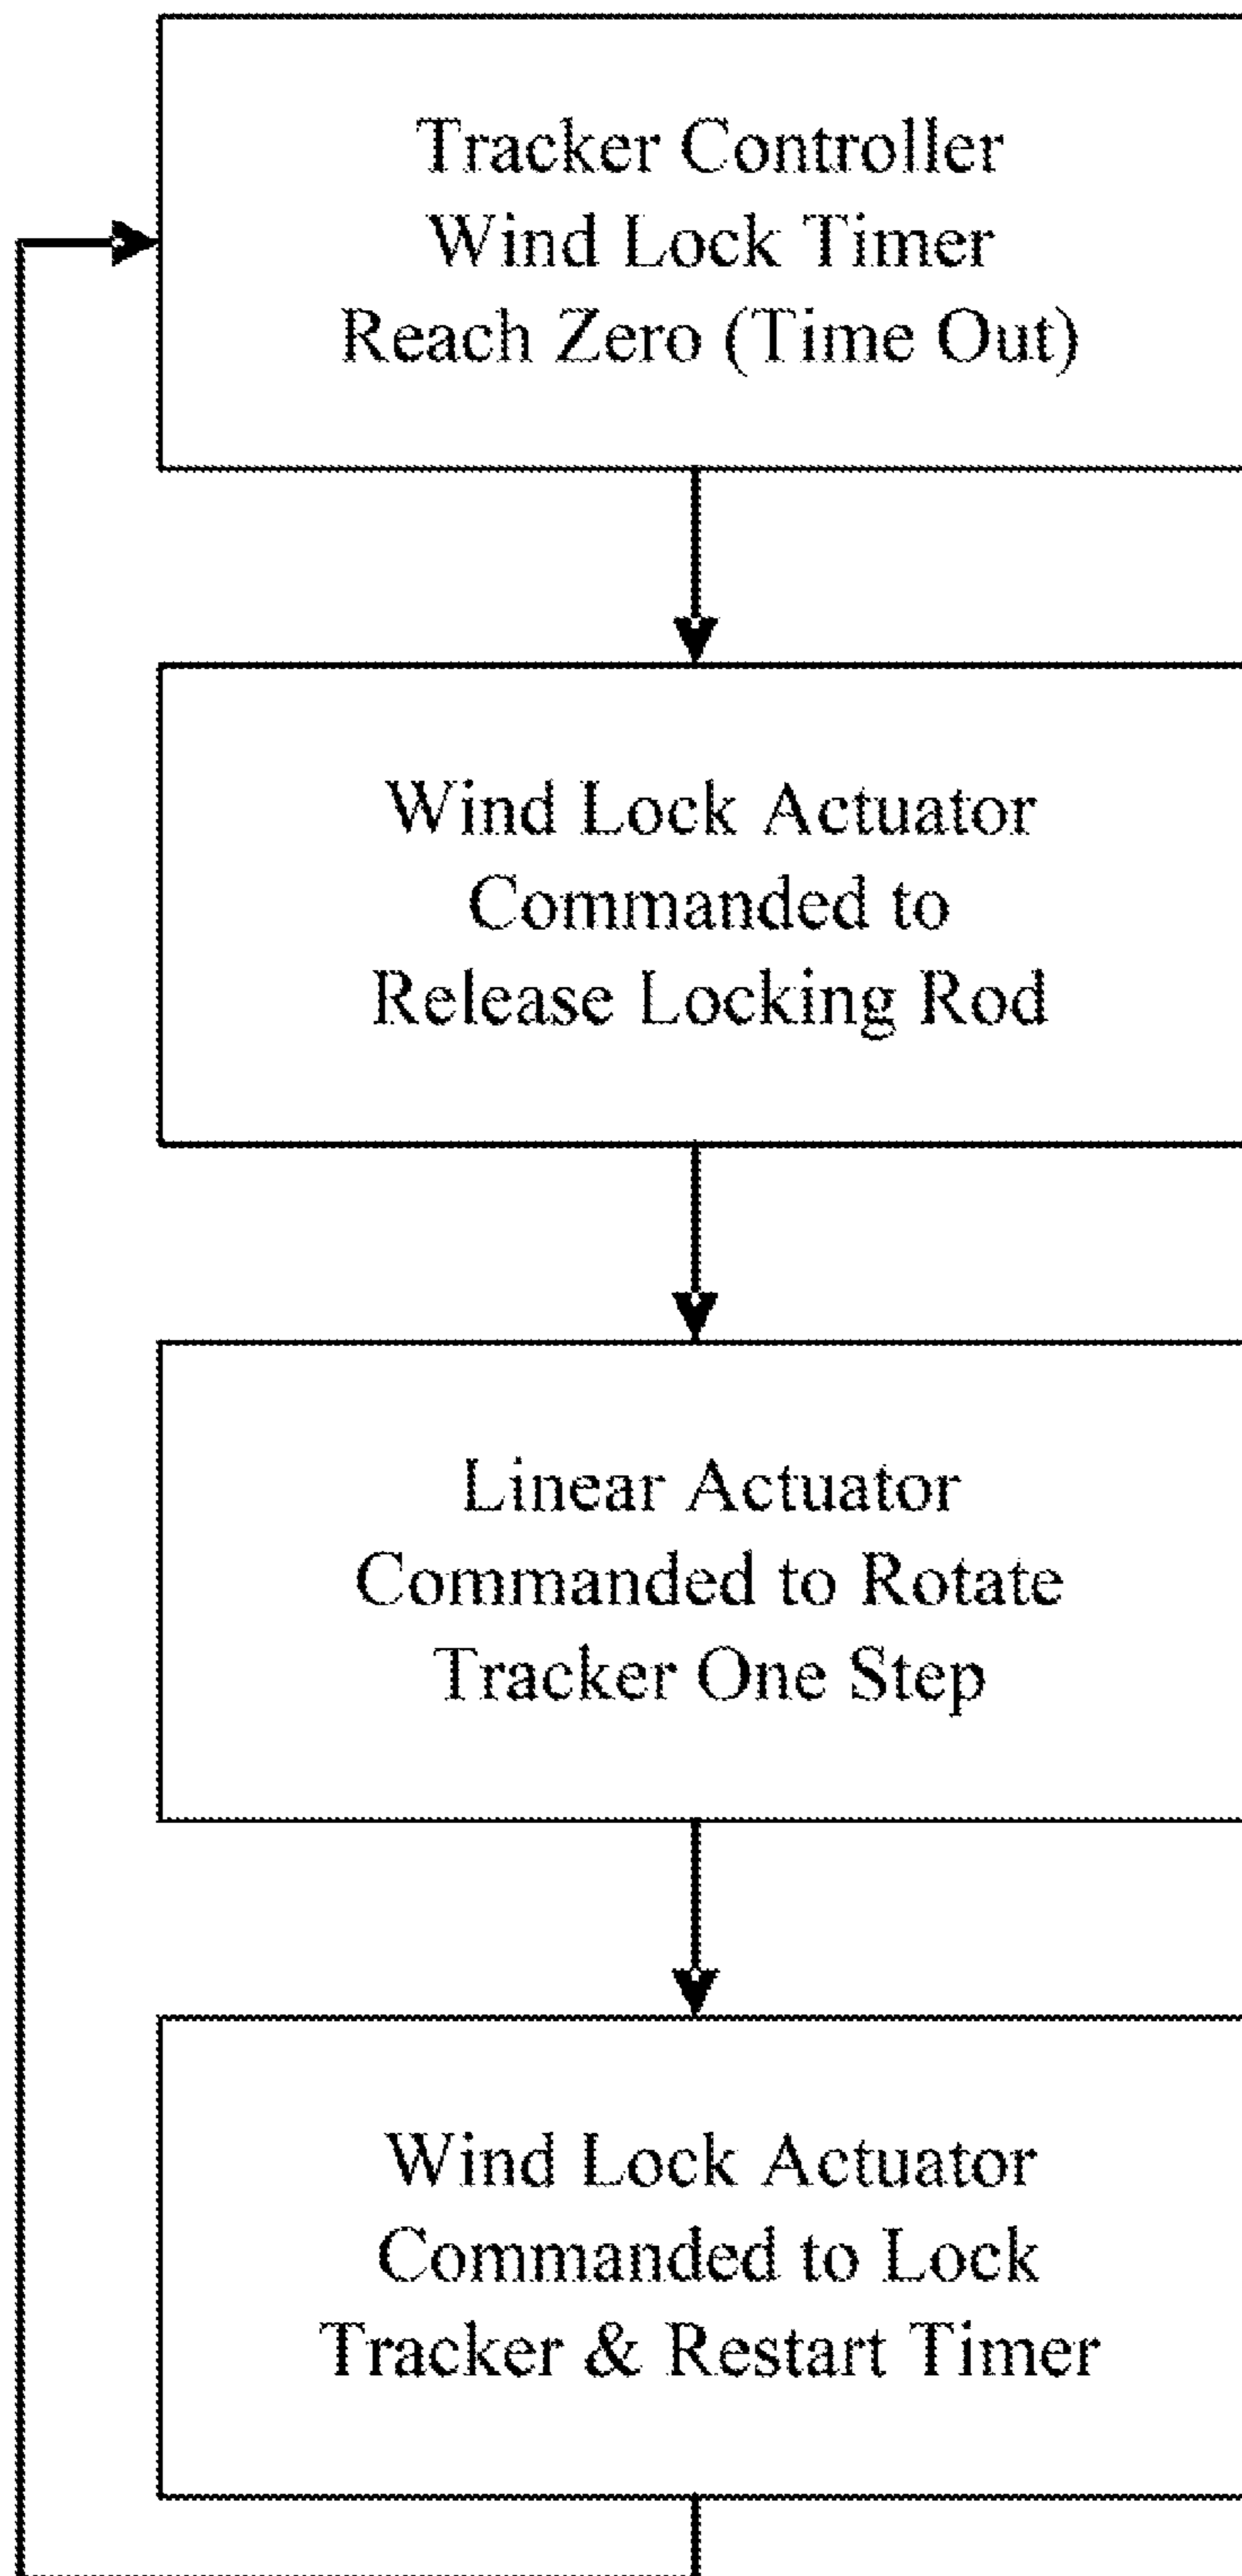 Tracker Controller
Wind Lock Timer
Reach Zero (Time Out)
Wind Lock Actuator
Commanded to
Release Locking Rod
Linear Actuator
Commanded to Rotate
Tracker One Step
Wind Lock Actuator
Commanded to Lock
Tracker & Restart Timer